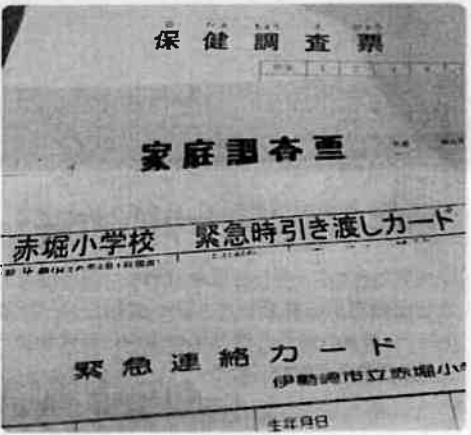 保健調査票
家庭調査票
赤堀小学校 緊急時引き渡しカード
緊急連絡カード
伊勢崎市立赤堀小
生年月日